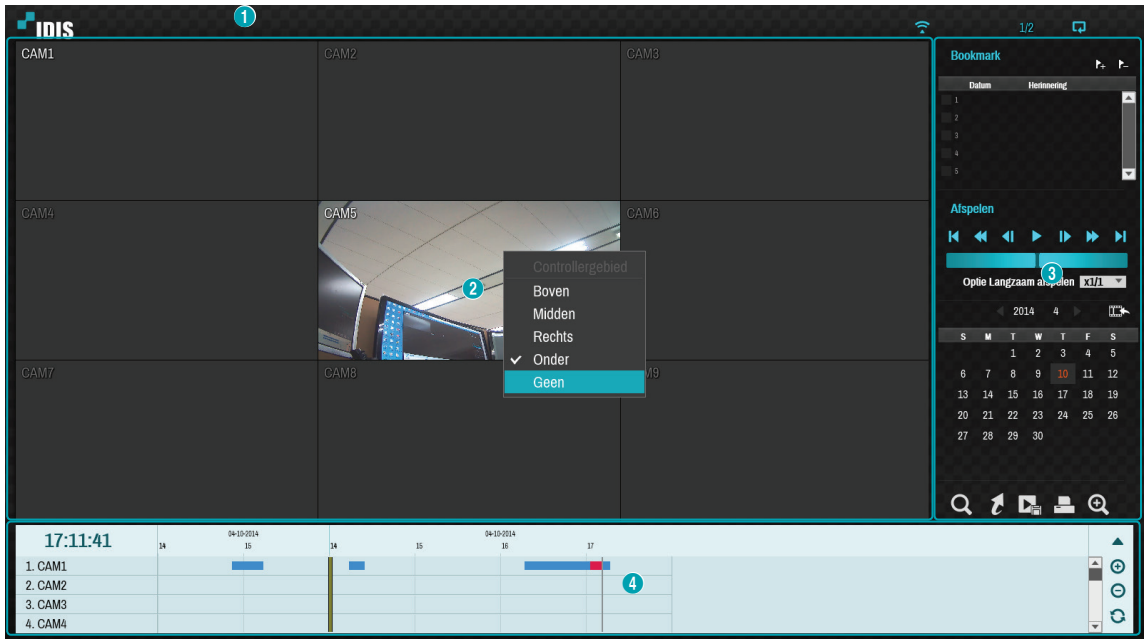 IDIS
1
1/2
CAM1
CAM2
CAM3
CAM4
CAM5
CAM6
CAM7
CAM8
M9
2
Controllergebied
Boven
Midden
Rechts
Onder
Geen
Bookmark
Datum Herinnering
1
2
3
4
5
Afspelen
3
Optie Langzaam afspelen x1/1
2014 4
S M T W T F S
1 2 3 4 5
6 7 8 9 10 11 12
13 14 15 16 17 18 19
20 21 22 23 24 25 26
27 28 29 30
17:11:41
04-10-2014 04-10-2014
14 15 14 15 16 17
1. CAM1
2. CAM2
3. CAM3
4. CAM4
4